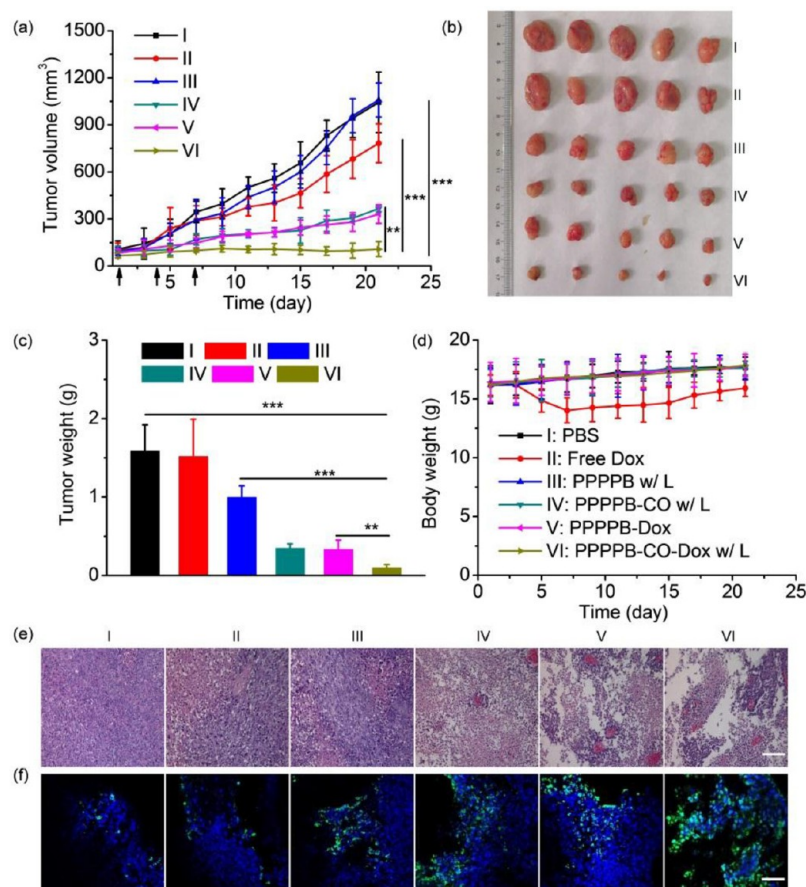 (a)
1500
1200
900
600
300
0
Tumor volume (mm³)
I
II
III
IV
V
VI
***
***
**
0 5 10 15 20 25
Time (day)
(b)
I
II
III
IV
V
VI
(c)
3
2
1
0
Tumor weight (g)
I II III
IV V VI
***
***
**
(d)
20
15
10
5
0
Body weight (g)
I: PBS
II: Free Dox
III: PPPPB w/ L
IV: PPPPB-CO w/ L
V: PPPPB-Dox
VI: PPPPB-CO-Dox w/ L
0 5 10 15 20 25
Time (day)
(e) I II III IV V VI
(f)